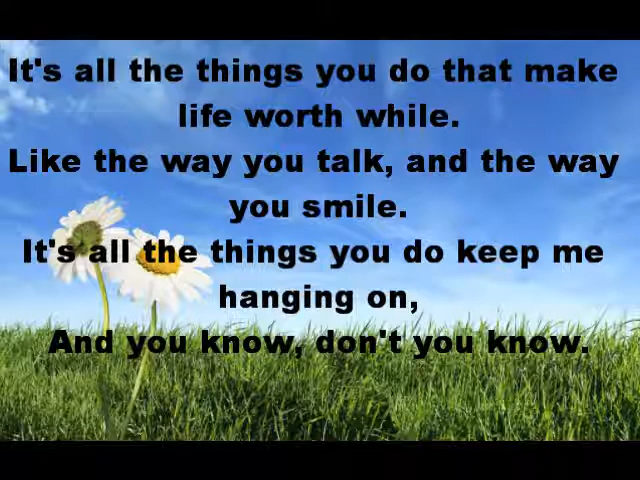 It's all the things you do that make
life worth while.
Like the way you talk, and the way
you smile.
It's all the things you do keep me
hanging on,
And you know, don't you know.